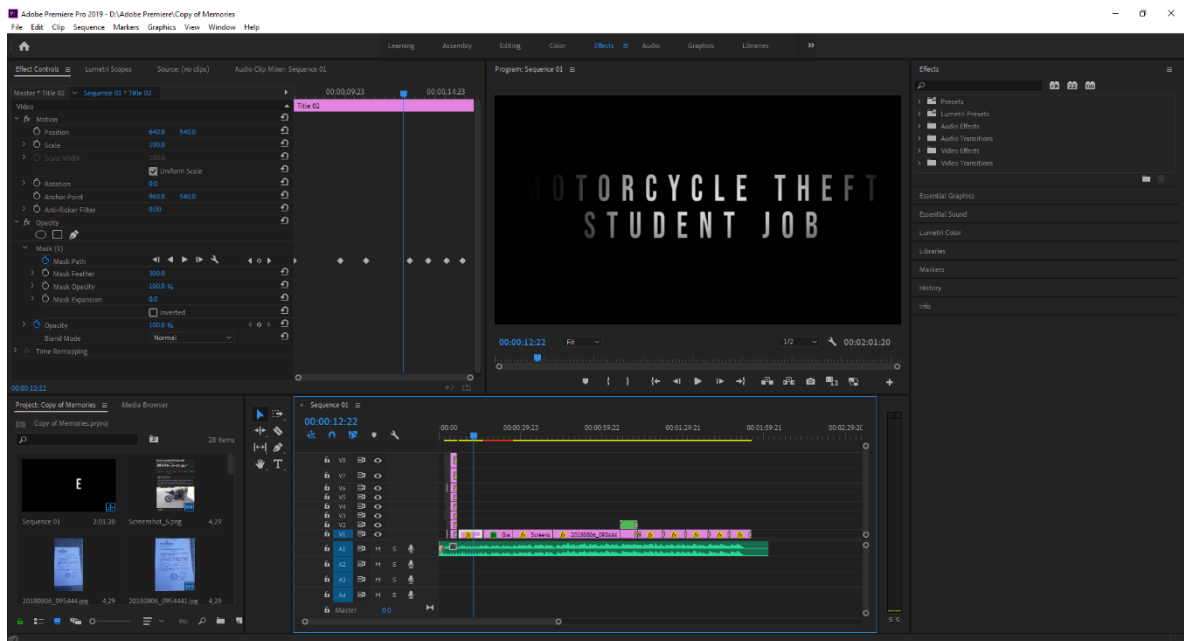 Adobe Premiere Pro 2019 - D:\Adobe Premiere\Copy of Memories
File Edit Clip Sequence Markers Graphics View Window Help
Learning Assembly Editing Color Effects Audio Graphics Libraries
Effect Controls Lumetri Scopes Source: (no clips) Audio Clip Mixer: Sequence 01
Program: Sequence 01
Effects
Master * Title 02 Sequence 01 * Title 02
00:00:09:23 00:00:14:23
Video
Title 02
fx Motion
Position 640.0 540.0
Scale 100.0
Scale Width 100.0
Uniform Scale
Rotation 0.0
Anchor Point 960.0 540.0
Anti-flicker Filter 0.00
fx Opacity
Mask (1)
Mask Path
Mask Feather 300.0
Mask Opacity 100.0 %
Mask Expansion 0.0
Inverted
Opacity 100.0 %
Blend Mode Normal
Time Remapping
00:00:12:22
MOTORCYCLE THEFT
STUDENT JOB
00:00:12:22 Fit 1/2 00:02:01:20
Presets
Lumetri Presets
Audio Effects
Audio Transitions
Video Effects
Video Transitions
Essential Graphics
Essential Sound
Lumetri Color
Libraries
Markers
History
Info
Project: Copy of Memories Media Browser
Copy of Memories.prproj
28 Items
E
Sequence 01 2:01:20
Screenshot_5.png 4;29
20180806_095444.jpg 4;29
20180806_0954441.jpg 4;29
Sequence 01
00:00:12:22
:00:00 00:00:29:23 00:00:59:22 00:01:29:21 00:01:59:21 00:02:29:20
V8
V7
V6
V5
V4
V3
V2
V1
Gra Screens 20180806_095444
A1 M S
A2 M S
A3 M S
A4 M S
Master 0.0
S S